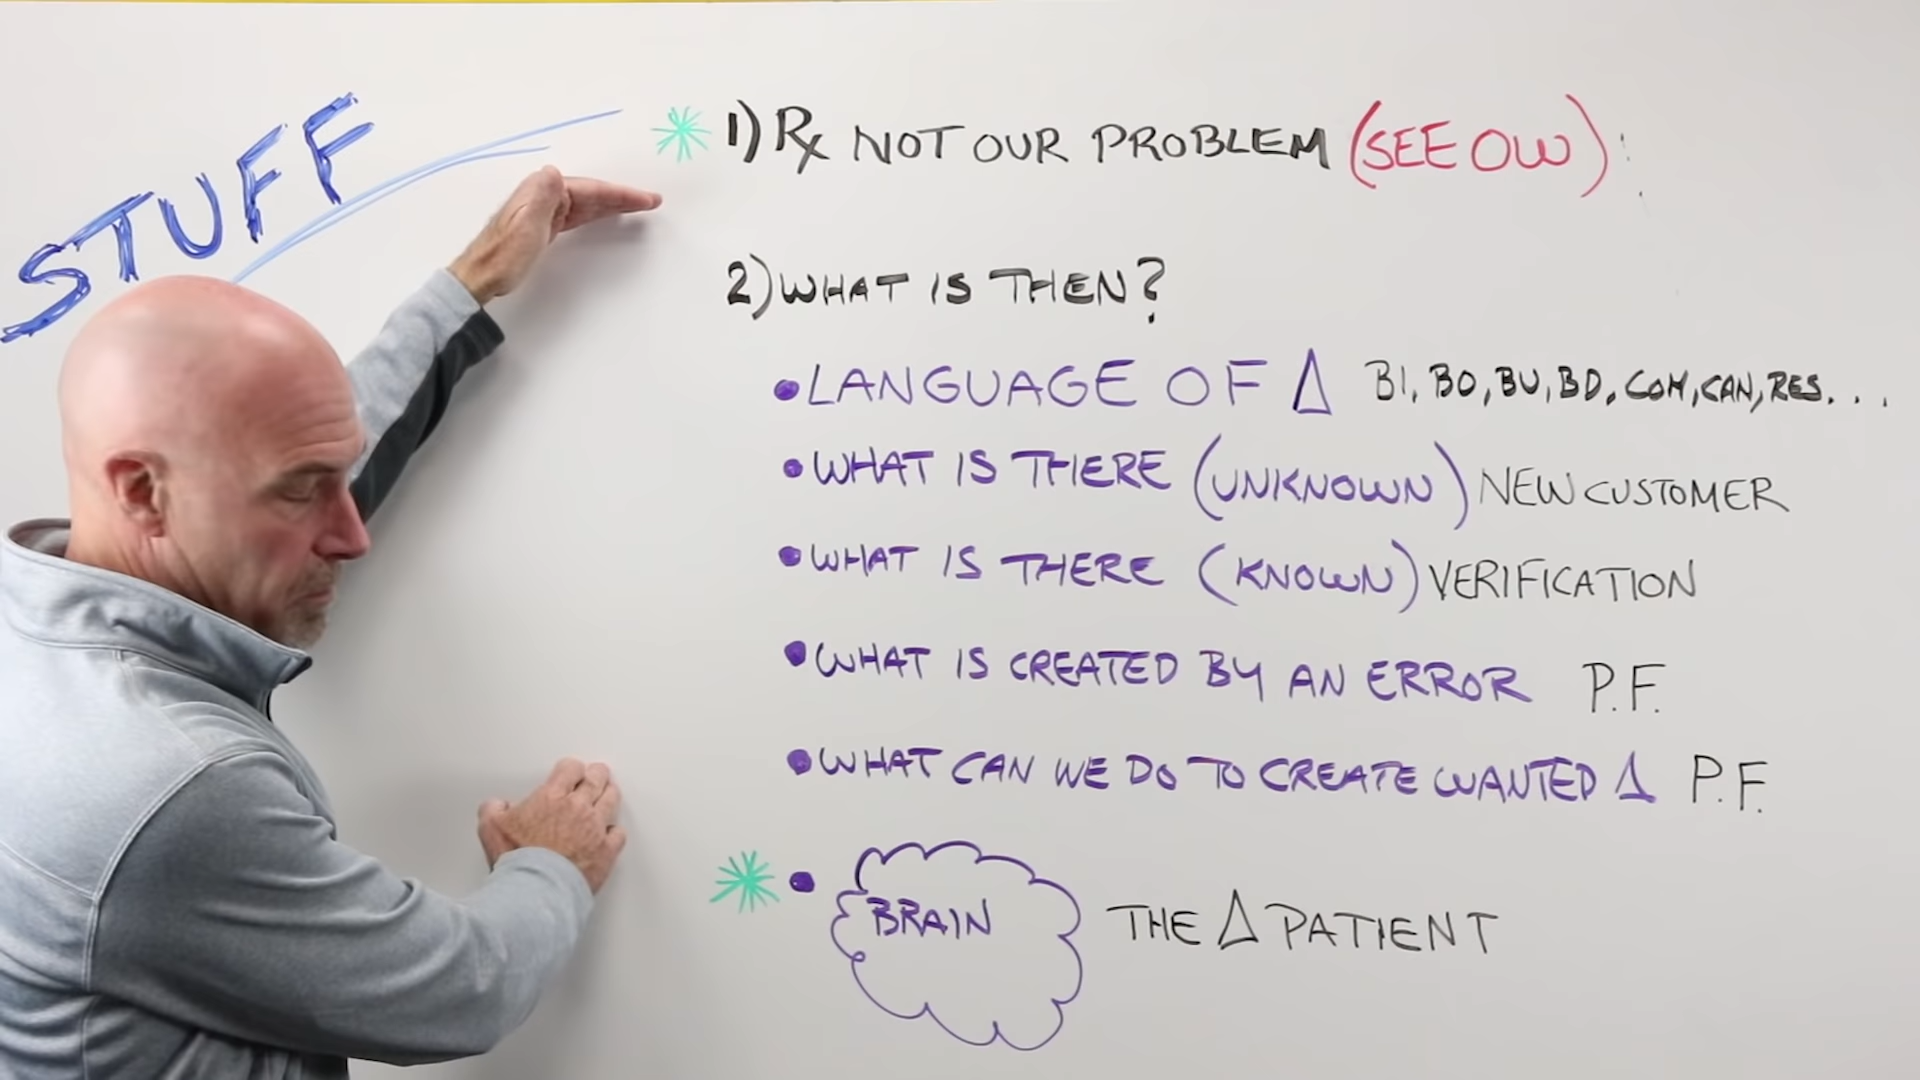 STUFF
1) Rx NOT OUR PROBLEM (SEE OW)
2) WHAT IS THEN?
• LANGUAGE OF Δ BI, BO, BU, BD, COM, CAN, RES...
• WHAT IS THERE (UNKNOWN) NEW CUSTOMER
• WHAT IS THERE (KNOWN) VERIFICATION
• WHAT IS CREATED BY AN ERROR P.F.
• WHAT CAN WE DO TO CREATE WANTED Δ P.F.
• BRAIN THE Δ PATIENT